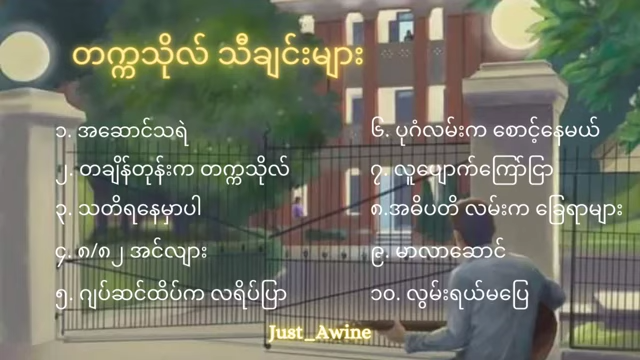 တက္ကသိုလ် သီချင်းများ
၁. အဆောင်သရဲ
၂. တချိန်တုန်းက တက္ကသိုလ်
၃. သတိရနေမှာပါ
၄. ၈/၈၂ အင်လျား
၅. ဂျပ်ဆင်ထိပ်က လရိပ်ပြာ
၆. ပုဂံလမ်းက စောင့်နေမယ်
၇. လူပျောက်ကြော်ငြာ
၈.အဓိပတိ လမ်းက ခြေရာများ
၉. မာလာဆောင်
၁၀. လွမ်းရယ်မပြေ
Just_Awine